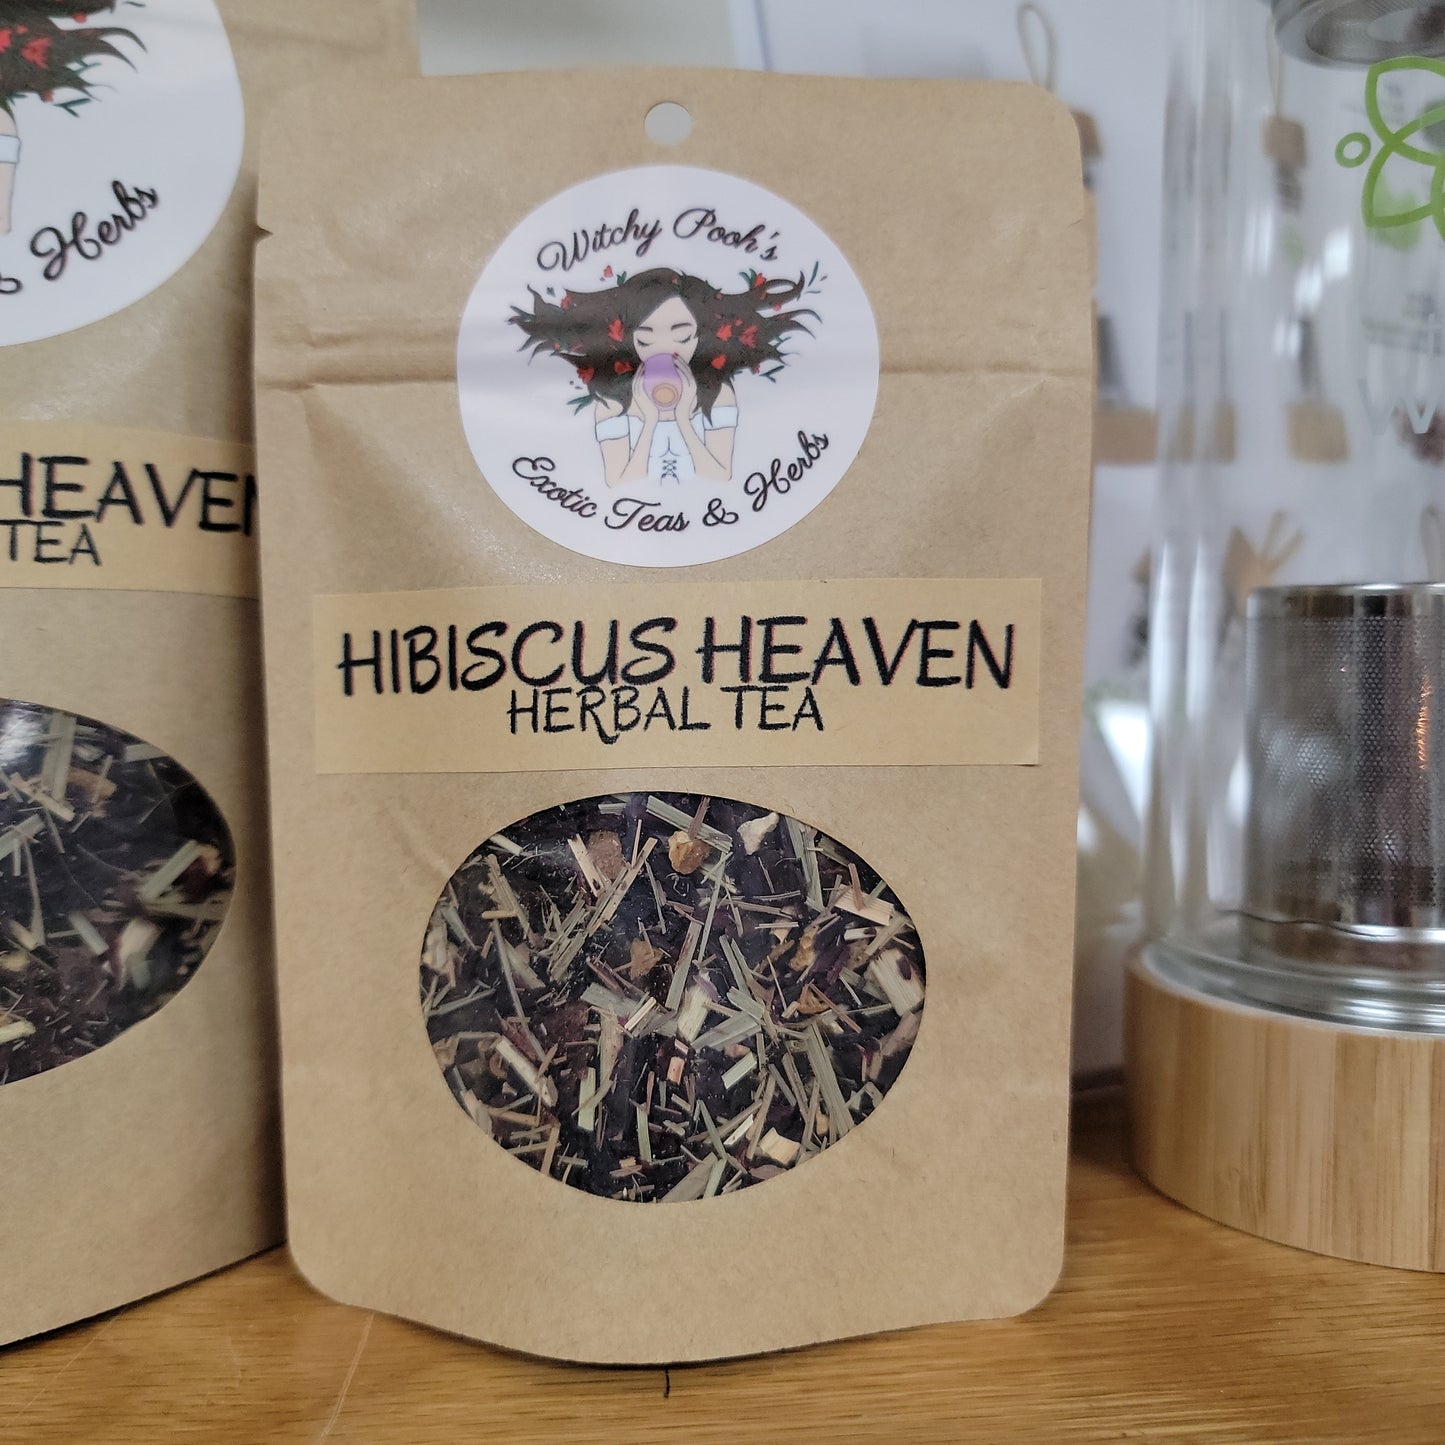 Witchy Pooh's
Exotic Teas & Herbs
HIBISCUS HEAVEN
HERBAL TEA
& Herbs
HEAVEN
TEA